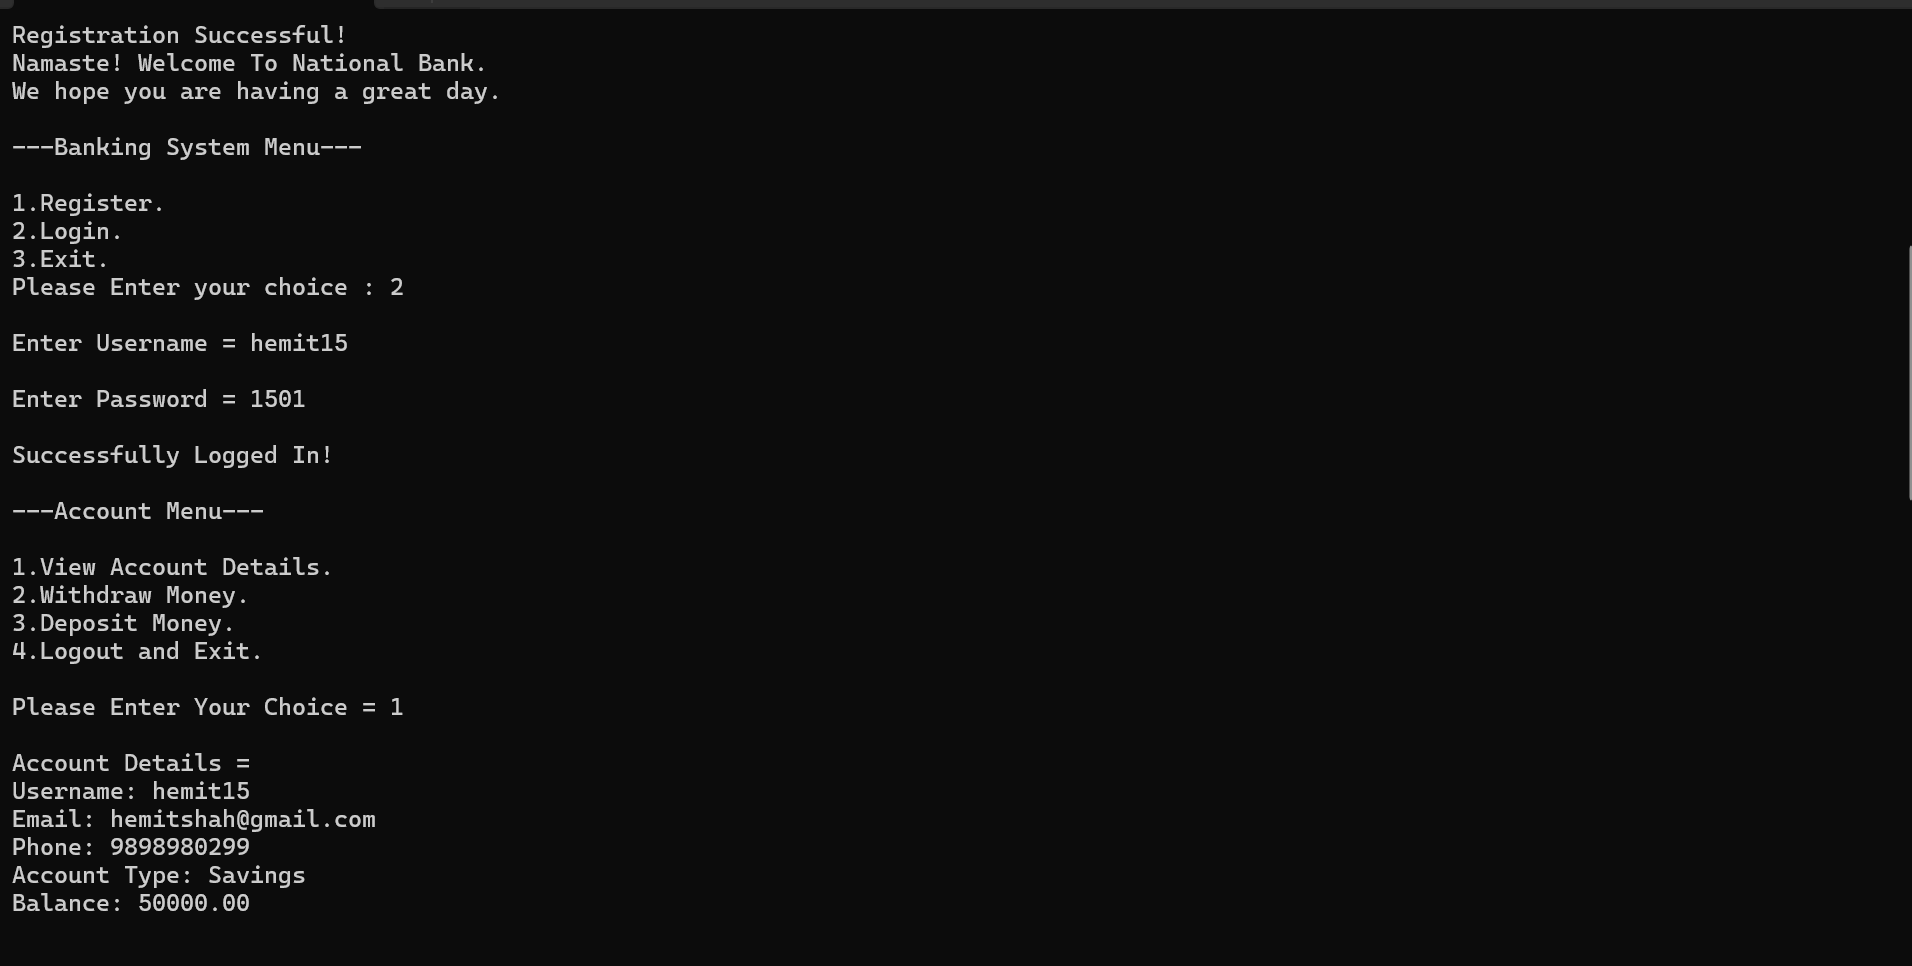 Registration Successful!
Namaste! Welcome To National Bank.
We hope you are having a great day.
---Banking System Menu---
1.Register.
2.Login.
3.Exit.
Please Enter your choice : 2
Enter Username = hemit15
Enter Password = 1501
Successfully Logged In!
---Account Menu---
1.View Account Details.
2.Withdraw Money.
3.Deposit Money.
4.Logout and Exit.
Please Enter Your Choice = 1
Account Details =
Username: hemit15
Email: hemitshah@gmail.com
Phone: 9898980299
Account Type: Savings
Balance: 50000.00